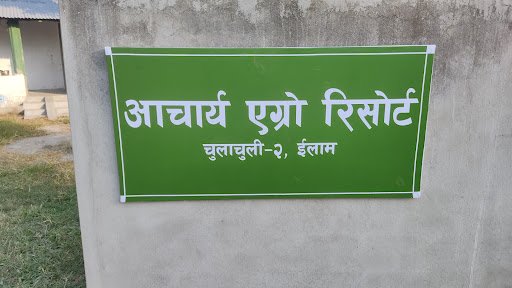 आचार्य एग्रो रिसोर्ट
चुलाचुली-२, ईलाम